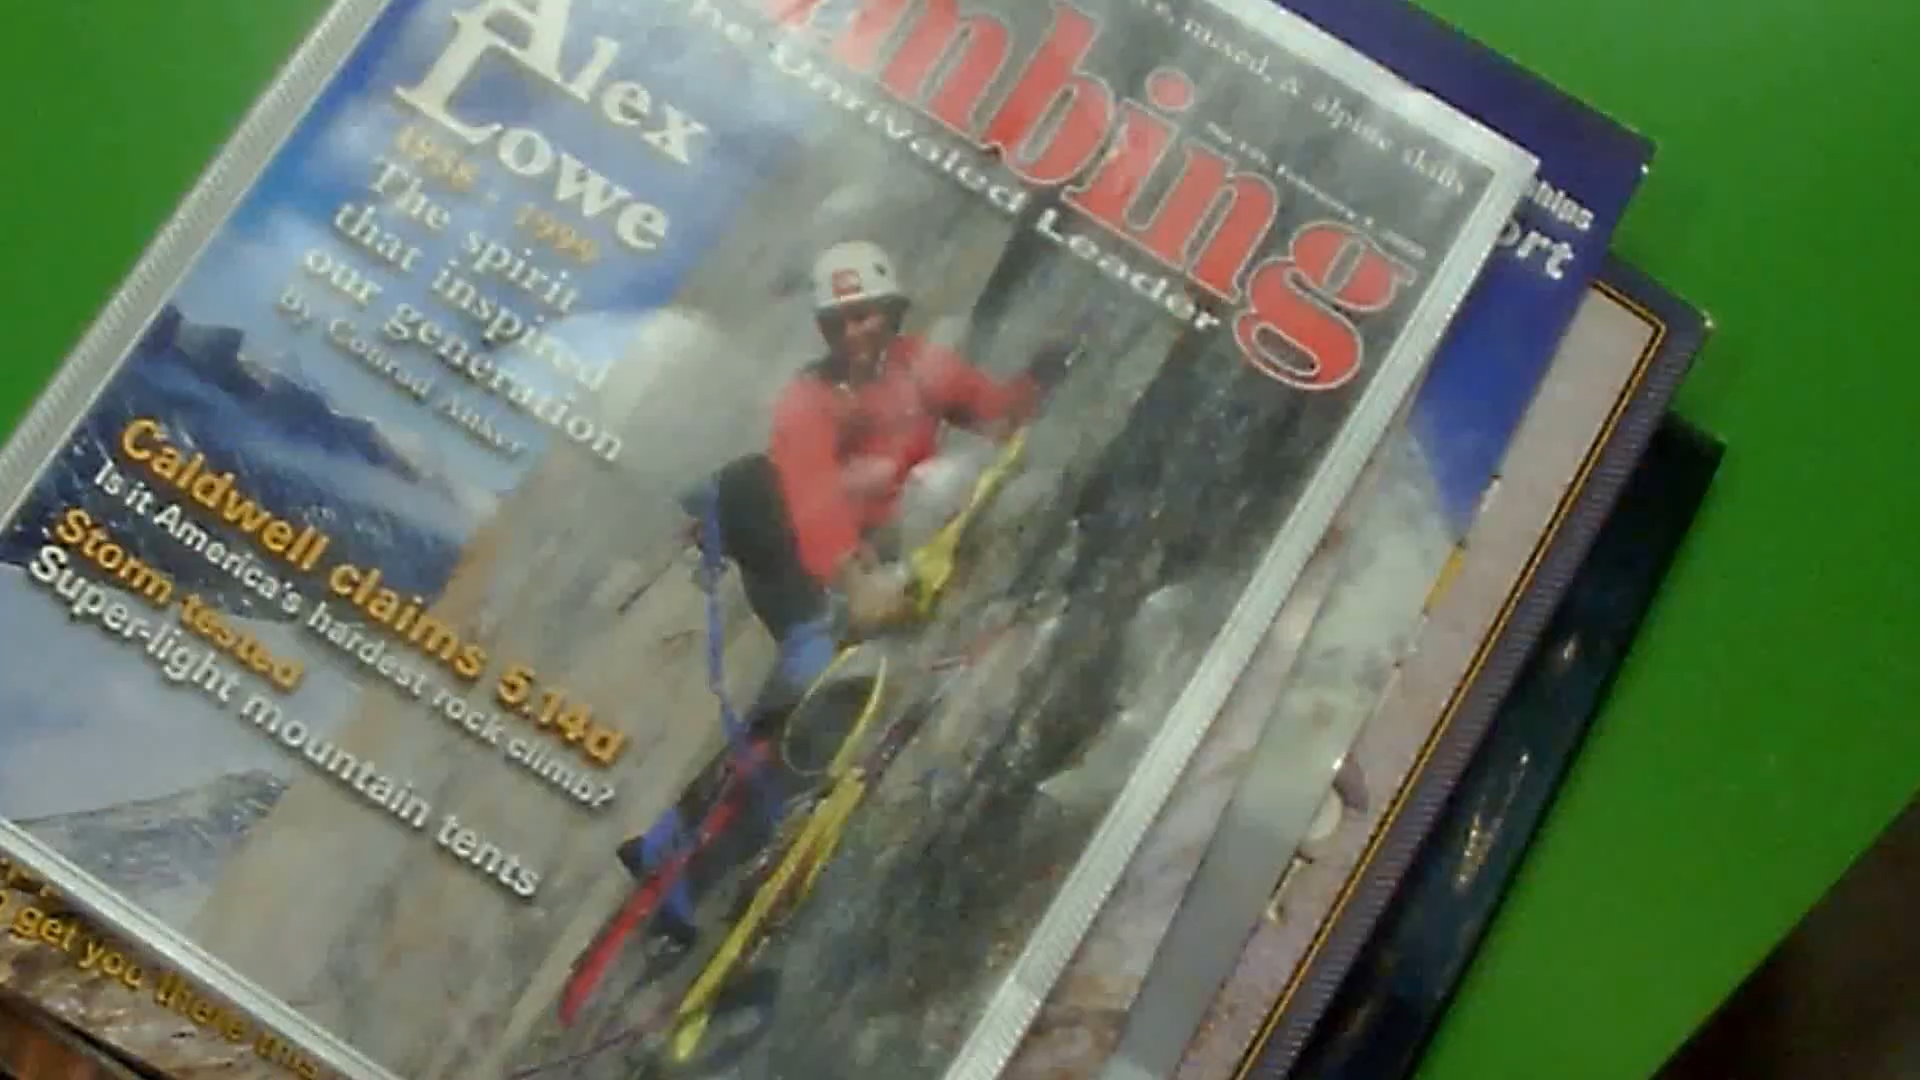 mixed, & alpine skills
mbing
The Unrivaled Leader
Alex
Lowe
1958 - 1999
The spirit
that inspired
our generation
By Conrad Anker
Caldwell claims 5.14d
Is it America's hardest rock climb?
Storm tested
Super-light mountain tents
get you there